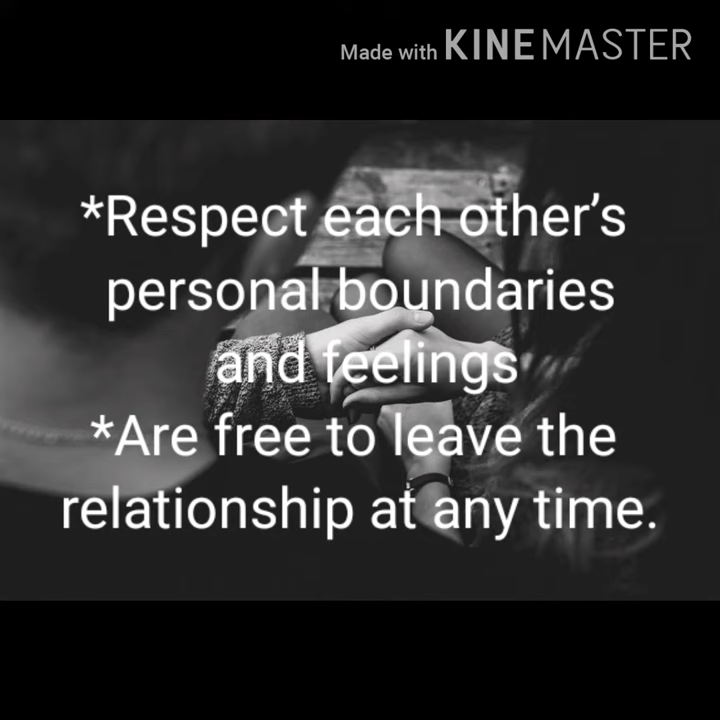 Made with KINEMASTER
*Respect each other’s
personal boundaries
and feelings
*Are free to leave the
relationship at any time.